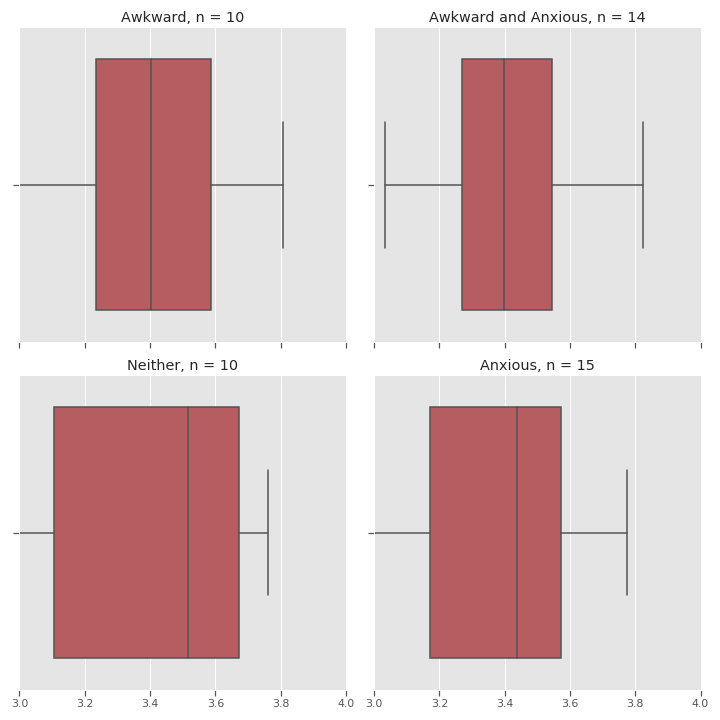 Awkward, n = 10
Awkward and Anxious, n = 14
Neither, n = 10
Anxious, n = 15
3.0 3.2 3.4 3.6 3.8 4.0
3.0 3.2 3.4 3.6 3.8 4.0